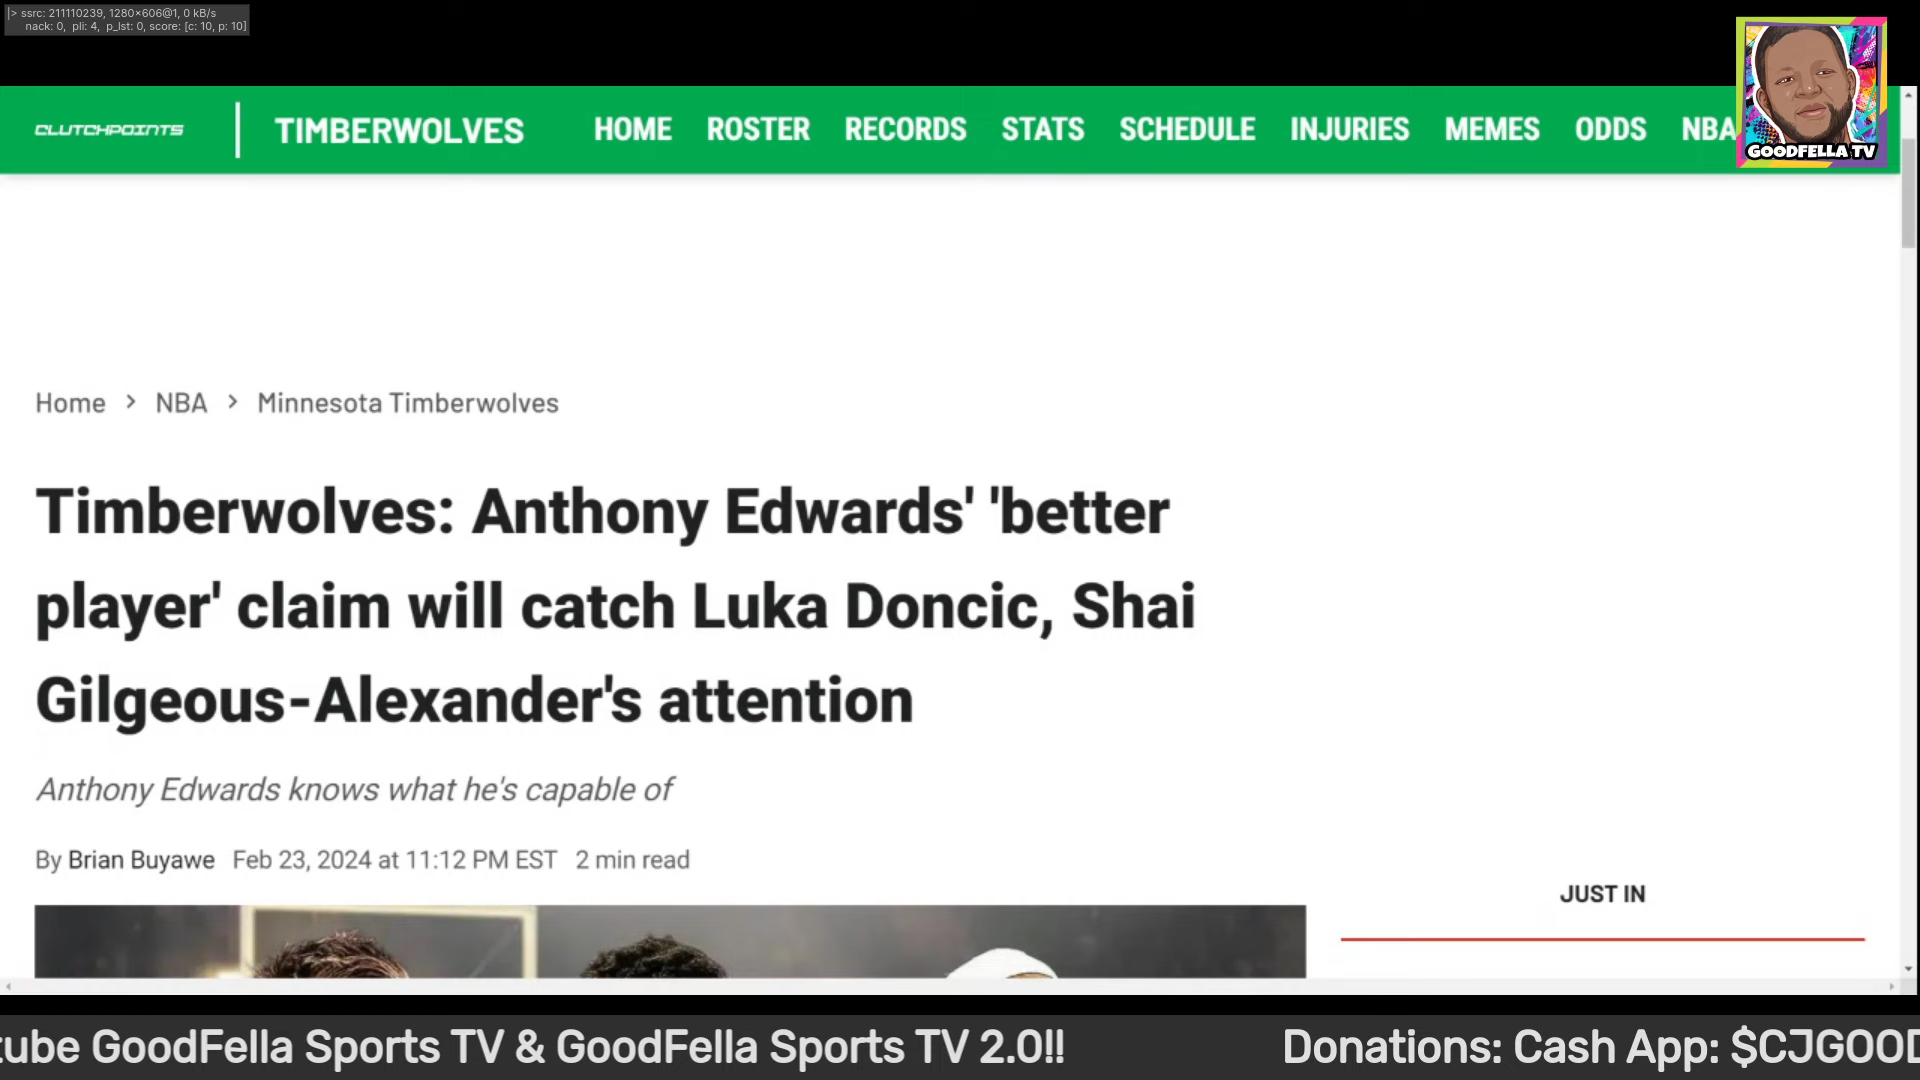 |> ssrc: 211110239, 1280×606@1, 0 kB/s
nack: 0, pli: 4, p_lst: 0, score: [c: 10, p: 10]
CLUTCHPOINTS
TIMBERWOLVES
HOME ROSTER RECORDS STATS SCHEDULE INJURIES MEMES ODDS NBA
GOODFELLA TV
Home > NBA > Minnesota Timberwolves
Timberwolves: Anthony Edwards' 'better
player' claim will catch Luka Doncic, Shai
Gilgeous-Alexander's attention
Anthony Edwards knows what he's capable of
By Brian Buyawe Feb 23, 2024 at 11:12 PM EST 2 min read
JUST IN
tube GoodFella Sports TV & GoodFella Sports TV 2.0!! Donations: Cash App: $CJGOOD